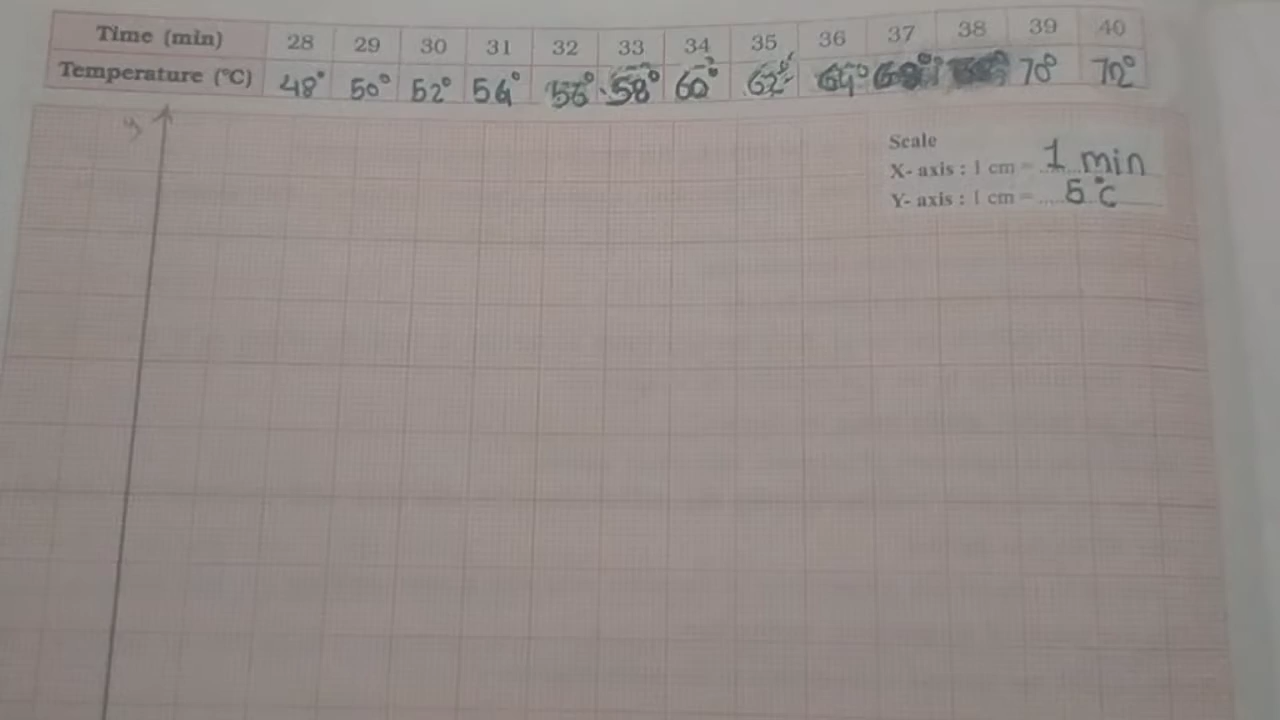 Time (min) 28 29 30 31 32 33 34 35 36 37 38 39 40
Temperature (°C) 48° 50° 52° 54° 56° 58° 60° 62° 64° 70° 72°
y
Scale
X- axis : 1 cm = 1 min
Y- axis : 1 cm = 5°c